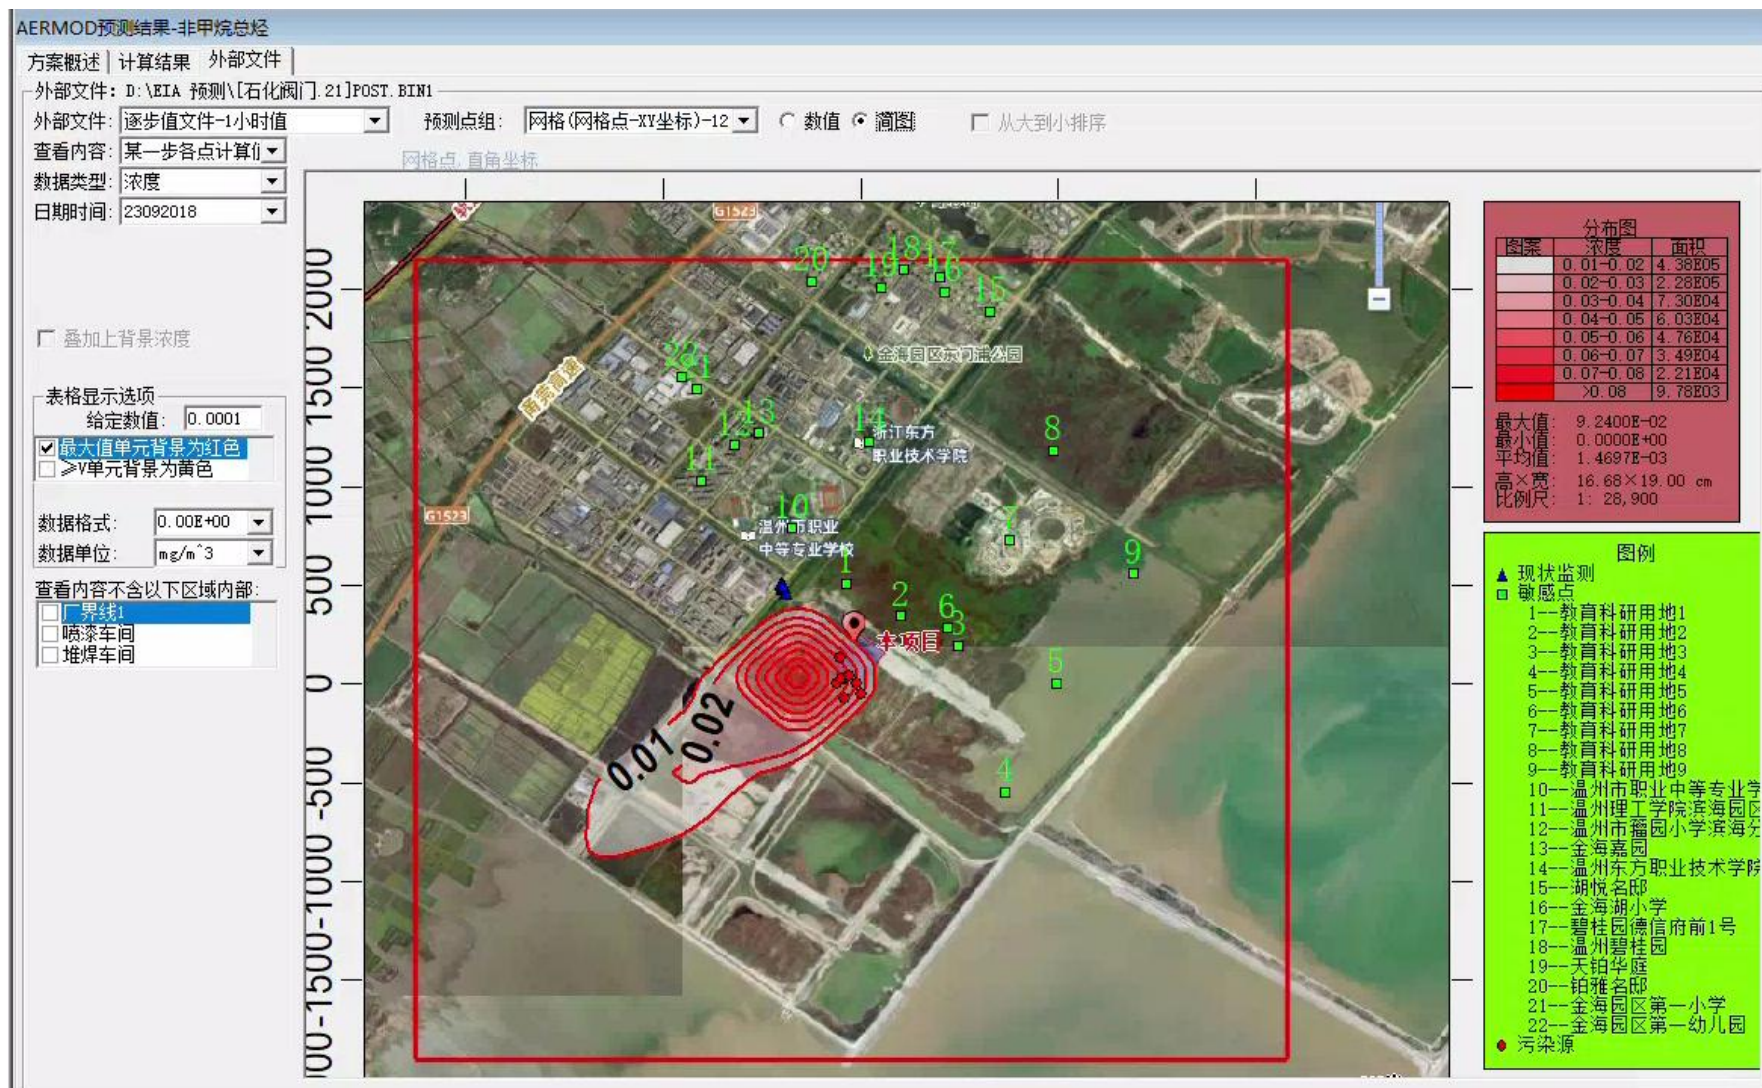 AERMOD预测结果-非甲烷总烃
方案概述 计算结果 外部文件
外部文件: D:\EIA 预测\[石化阀门.21]POST.BIN1
外部文件: 逐步值文件-1小时值 预测点组: 网格(网格点-XY坐标)-12 数值 简图 从大到小排序
查看内容: 某一步各点计算值
网格点,直角坐标
数据类型: 浓度
日期时间: 23092018
叠加上背景浓度
表格显示选项
给定数值: 0.0001
最大值单元背景为红色
≥V单元背景为黄色
数据格式: 0.00E+00
数据单位: mg/m^3
查看内容不含以下区域内部:
厂界线1
喷漆车间
堆焊车间
2000
1500
1000
500
0
-500
-1000
-1500
G1523
G1523
20
19
18
17
16
15
金海园区东门浦公园
22
21
12
13
14
浙江东方
职业技术学院
8
11
10
温州市职业
中等专业学校
7
9
1
2
6
3
本项目
5
4
0.01
0.02
分布图
图案 浓度 面积
0.01-0.02 4.38E05
0.02-0.03 2.28E05
0.03-0.04 7.30E04
0.04-0.05 6.03E04
0.05-0.06 4.76E04
0.06-0.07 3.49E04
0.07-0.08 2.21E04
>0.08 9.78E03
最大值: 9.2400E-02
最小值: 0.0000E+00
平均值: 1.4697E-03
高×宽: 16.68×19.00 cm
比例尺: 1: 28,900
图例
现状监测
敏感点
1--教育科研用地1
2--教育科研用地2
3--教育科研用地3
4--教育科研用地4
5--教育科研用地5
6--教育科研用地6
7--教育科研用地7
8--教育科研用地8
9--教育科研用地9
10--温州市职业中等专业学
11--温州理工学院滨海园区
12--温州市籀园小学滨海分
13--金海嘉园
14--温州东方职业技术学院
15--湖悦名邸
16--金海湖小学
17--碧桂园德信府前1号
18--温州碧桂园
19--天铂华庭
20--铂雅名邸
21--金海园区第一小学
22--金海园区第一幼儿园
污染源